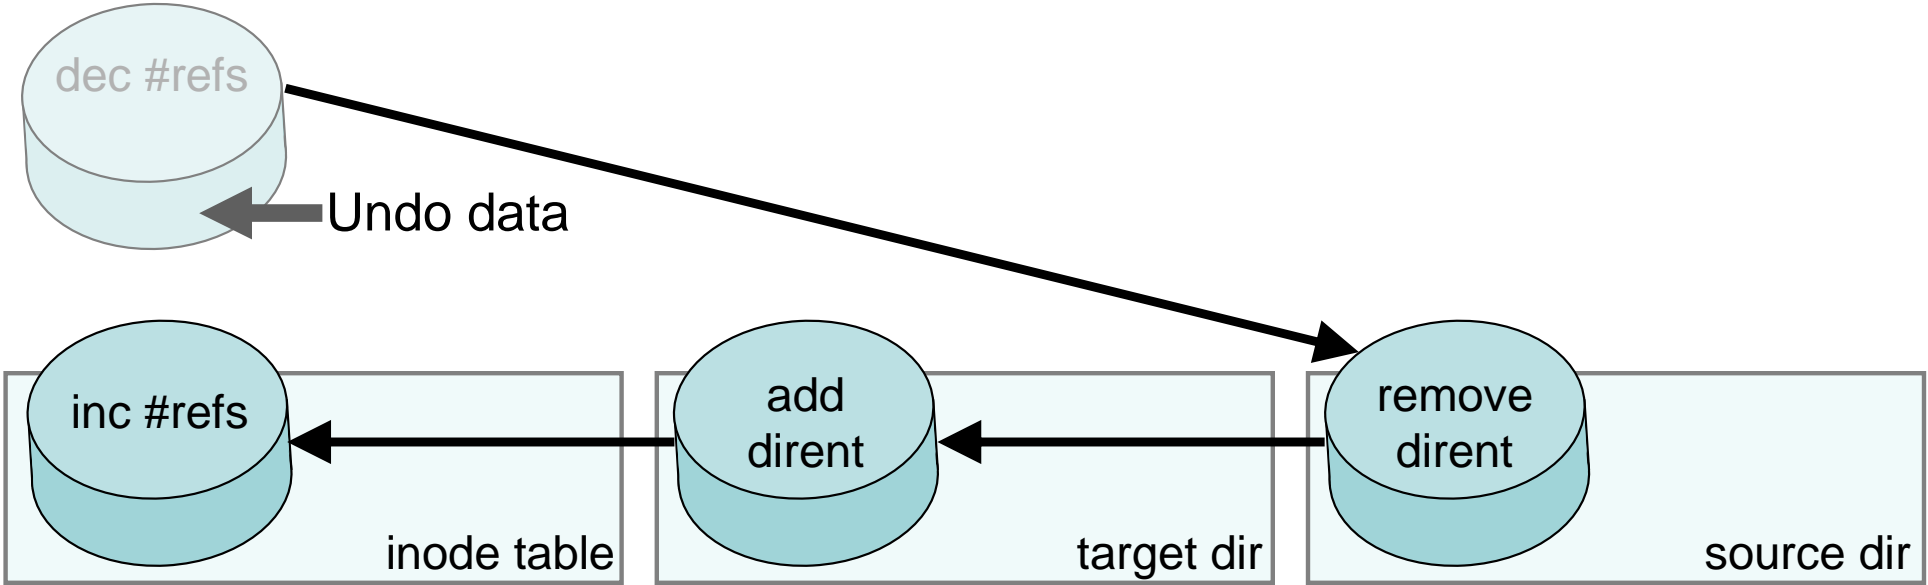 dec #refs
Undo data
inc #refs
add
dirent
remove
dirent
inode table
target dir
source dir